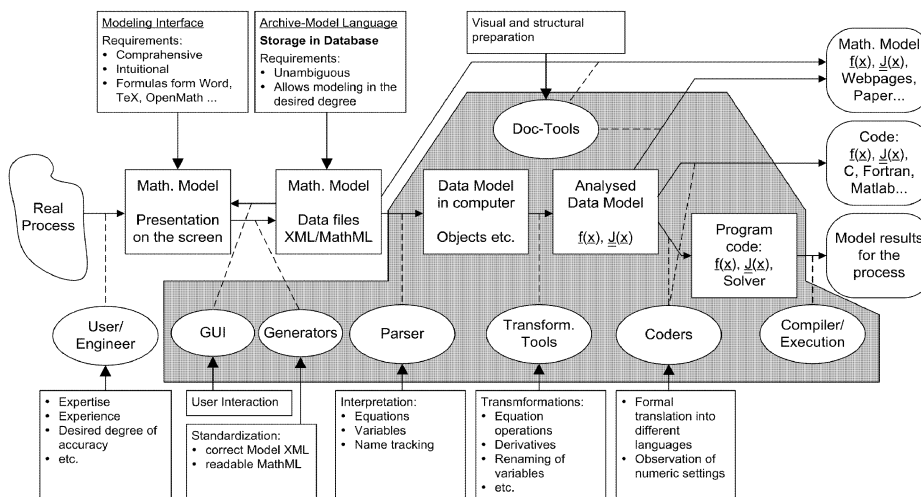 Modeling Interface
Requirements:
• Comprehensive
• Intuitional
• Formulas form Word,
TeX, OpenMath ...
Archive-Model Language
Storage in Database
Requirements:
• Unambiguous
• Allows modeling in the
desired degree
Visual and structural
preparation
Math. Model
f(x), J(x),
Webpages,
Paper...
Doc-Tools
Code:
f(x), J(x),
C, Fortran,
Matlab...
Real
Process
Math. Model
Presentation
on the screen
Math. Model
Data files
XML/MathML
Data Model
in computer
Objects etc.
Analysed
Data Model
f(x), J(x)
Program
code:
f(x), J(x),
Solver
Model results
for the
process
User/
Engineer
GUI
Generators
Parser
Transform.
Tools
Coders
Compiler/
Execution
• Expertise
• Experience
• Desired degree of
accuracy
• etc.
User Interaction
Standardization:
• correct Model XML
• readable MathML
Interpretation:
• Equations
• Variables
• Name tracking
Transmformations:
• Equation
operations
• Derivatives
• Renaming of
variables
• etc.
• Formal
translation into
different
languages
• Observation of
numeric settings